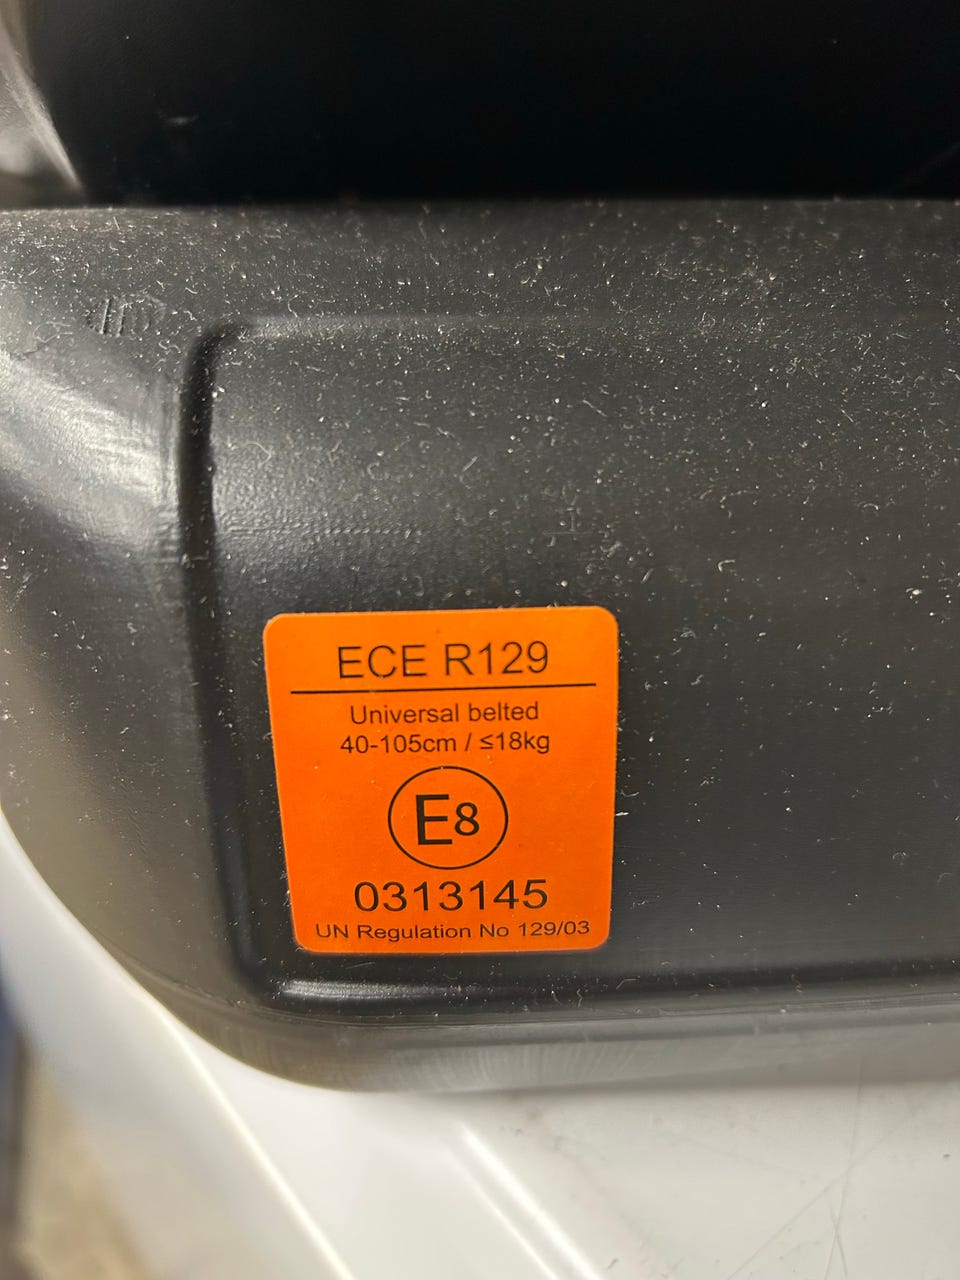 ECE R129
Universal belted
40-105cm / ≤18kg
E8
0313145
UN Regulation No 129/03